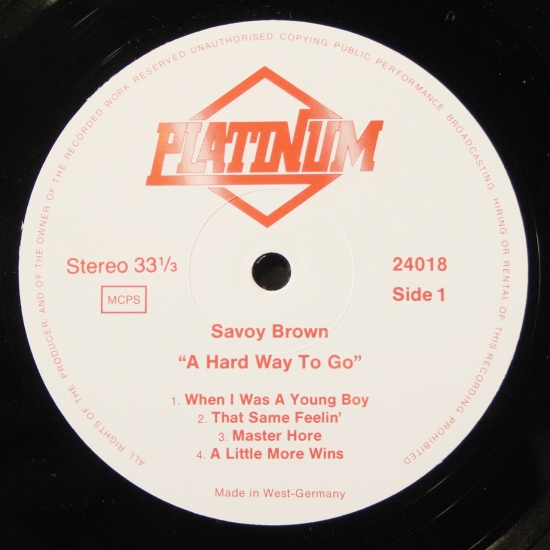 ALL RIGHTS OF THE PRODUCER AND OF THE OWNER OF THE RECORDED WORK RESERVED UNAUTHORISED COPYING PUBLIC PERFORMANCE BROADCASTING HIRING OR RENTAL OF THIS RECORDING PROHIBITED
PLATINUM
Stereo 33 1/3
24018
MCPS
Side 1
Savoy Brown
“A Hard Way To Go”
1. When I Was A Young Boy
2. That Same Feelin'
3. Master Hore
4. A Little More Wins
Made in West-Germany